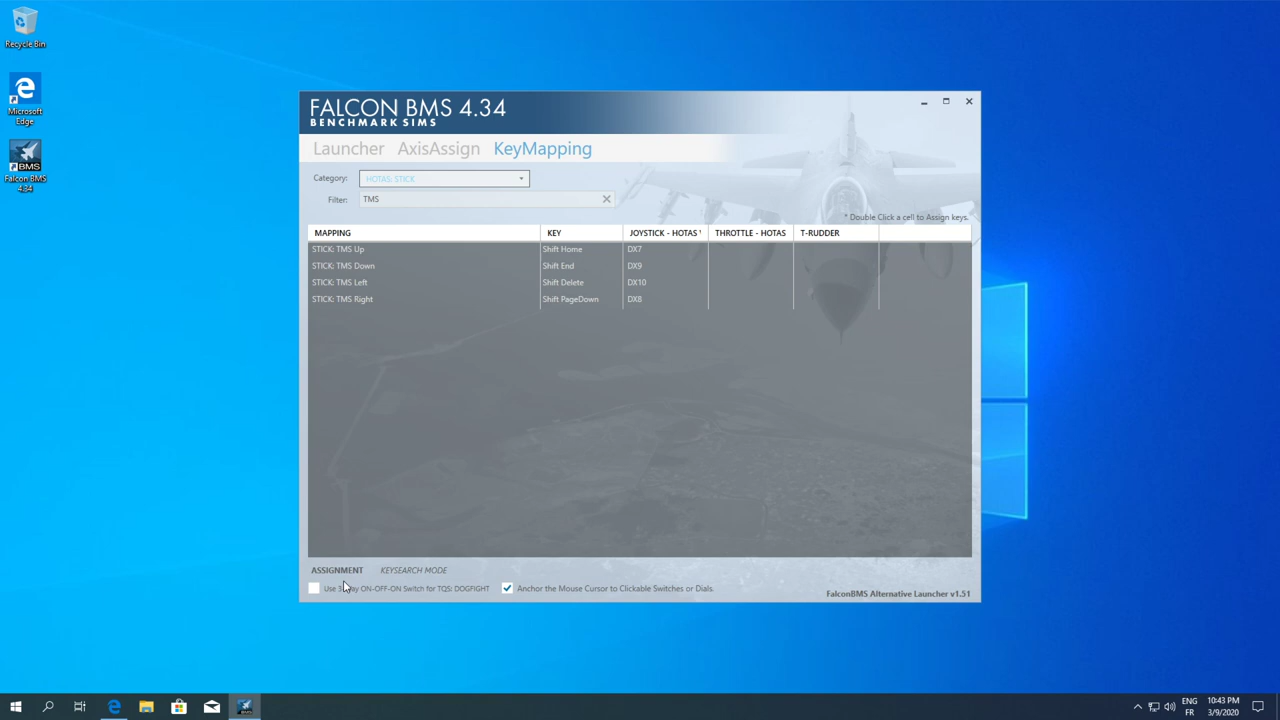 Recycle Bin
Microsoft
Edge
BMS
Falcon BMS
4.34
FALCON BMS 4.34
BENCHMARK SIMS
Launcher AxisAssign KeyMapping
Category: HOTAS: STICK
Filter: TMS
* Double Click a cell to Assign keys.
MAPPING KEY JOYSTICK - HOTAS THROTTLE - HOTAS T-RUDDER
STICK: TMS Up Shift Home DX7
STICK: TMS Down Shift End DX9
STICK: TMS Left Shift Delete DX10
STICK: TMS Right Shift PageDown DX8
ASSIGNMENT KEYSEARCH MODE
Use ON-OFF-ON Switch for TQS: DOGFIGHT Anchor the Mouse Cursor to Clickable Switches or Dials.
FalconBMS Alternative Launcher v1.51
BMS
ENG
FR
10:43 PM
3/9/2020